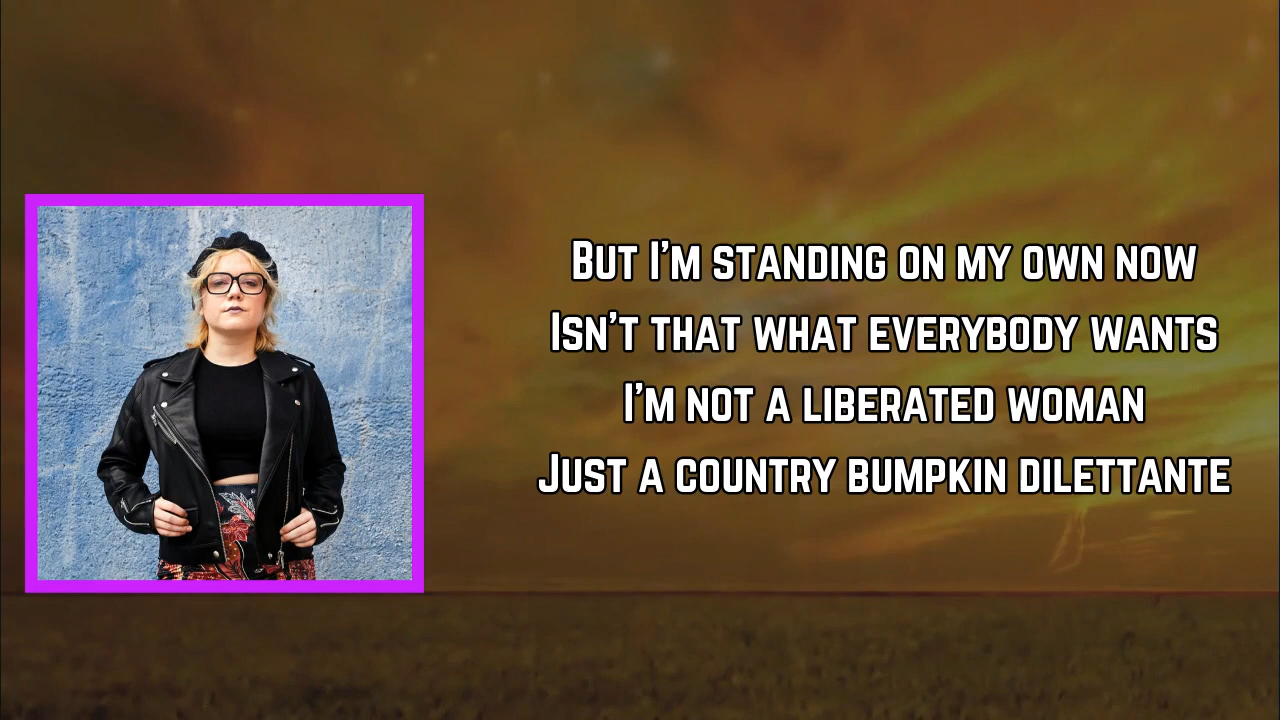 But I'm standing on my own now
Isn't that what everybody wants
I'm not a liberated woman
Just a country bumpkin dilettante